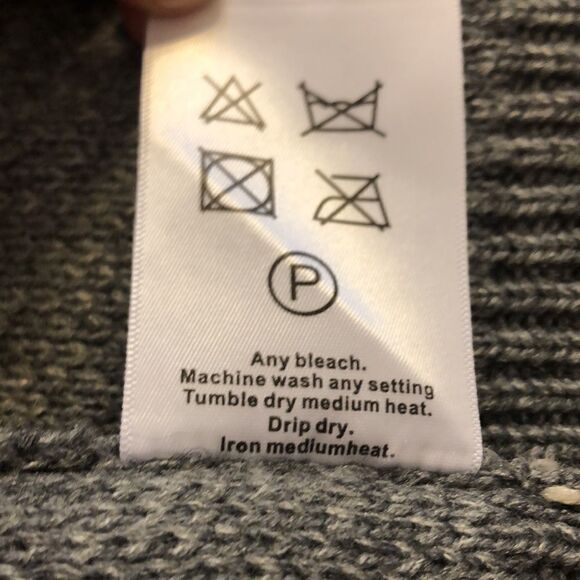 P
Any bleach.
Machine wash any setting
Tumble dry medium heat.
Drip dry.
Iron mediumheat.